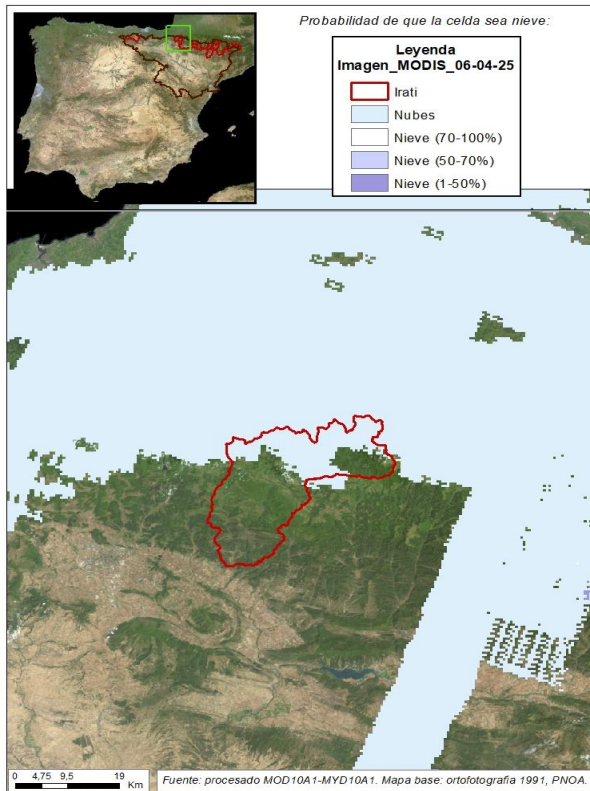 Probabilidad de que la celda sea nieve:
Leyenda
Imagen_MODIS_06-04-25
Irati
Nubes
Nieve (70-100%)
Nieve (50-70%)
Nieve (1-50%)
0 4,75 9,5 19
Km
Fuente: procesado MOD10A1-MYD10A1. Mapa base: ortofotografia 1991, PNOA.